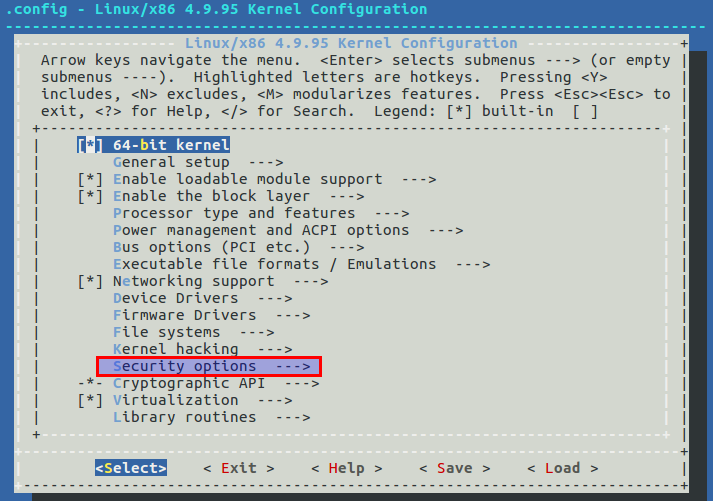 .config - Linux/x86 4.9.95 Kernel Configuration
Linux/x86 4.9.95 Kernel Configuration
Arrow keys navigate the menu.  <Enter> selects submenus ---> (or empty
submenus ----).  Highlighted letters are hotkeys.  Pressing <Y>
includes, <N> excludes, <M> modularizes features.  Press <Esc><Esc> to
exit, <?> for Help, </> for Search.  Legend: [*] built-in  [ ]
[*] 64-bit kernel
General setup  --->
[*] Enable loadable module support  --->
[*] Enable the block layer  --->
Processor type and features  --->
Power management and ACPI options  --->
Bus options (PCI etc.)  --->
Executable file formats / Emulations  --->
[*] Networking support  --->
Device Drivers  --->
Firmware Drivers  --->
File systems  --->
Kernel hacking  --->
Security options  --->
-*- Cryptographic API  --->
[*] Virtualization  --->
Library routines  --->
<Select>    < Exit >    < Help >    < Save >    < Load >